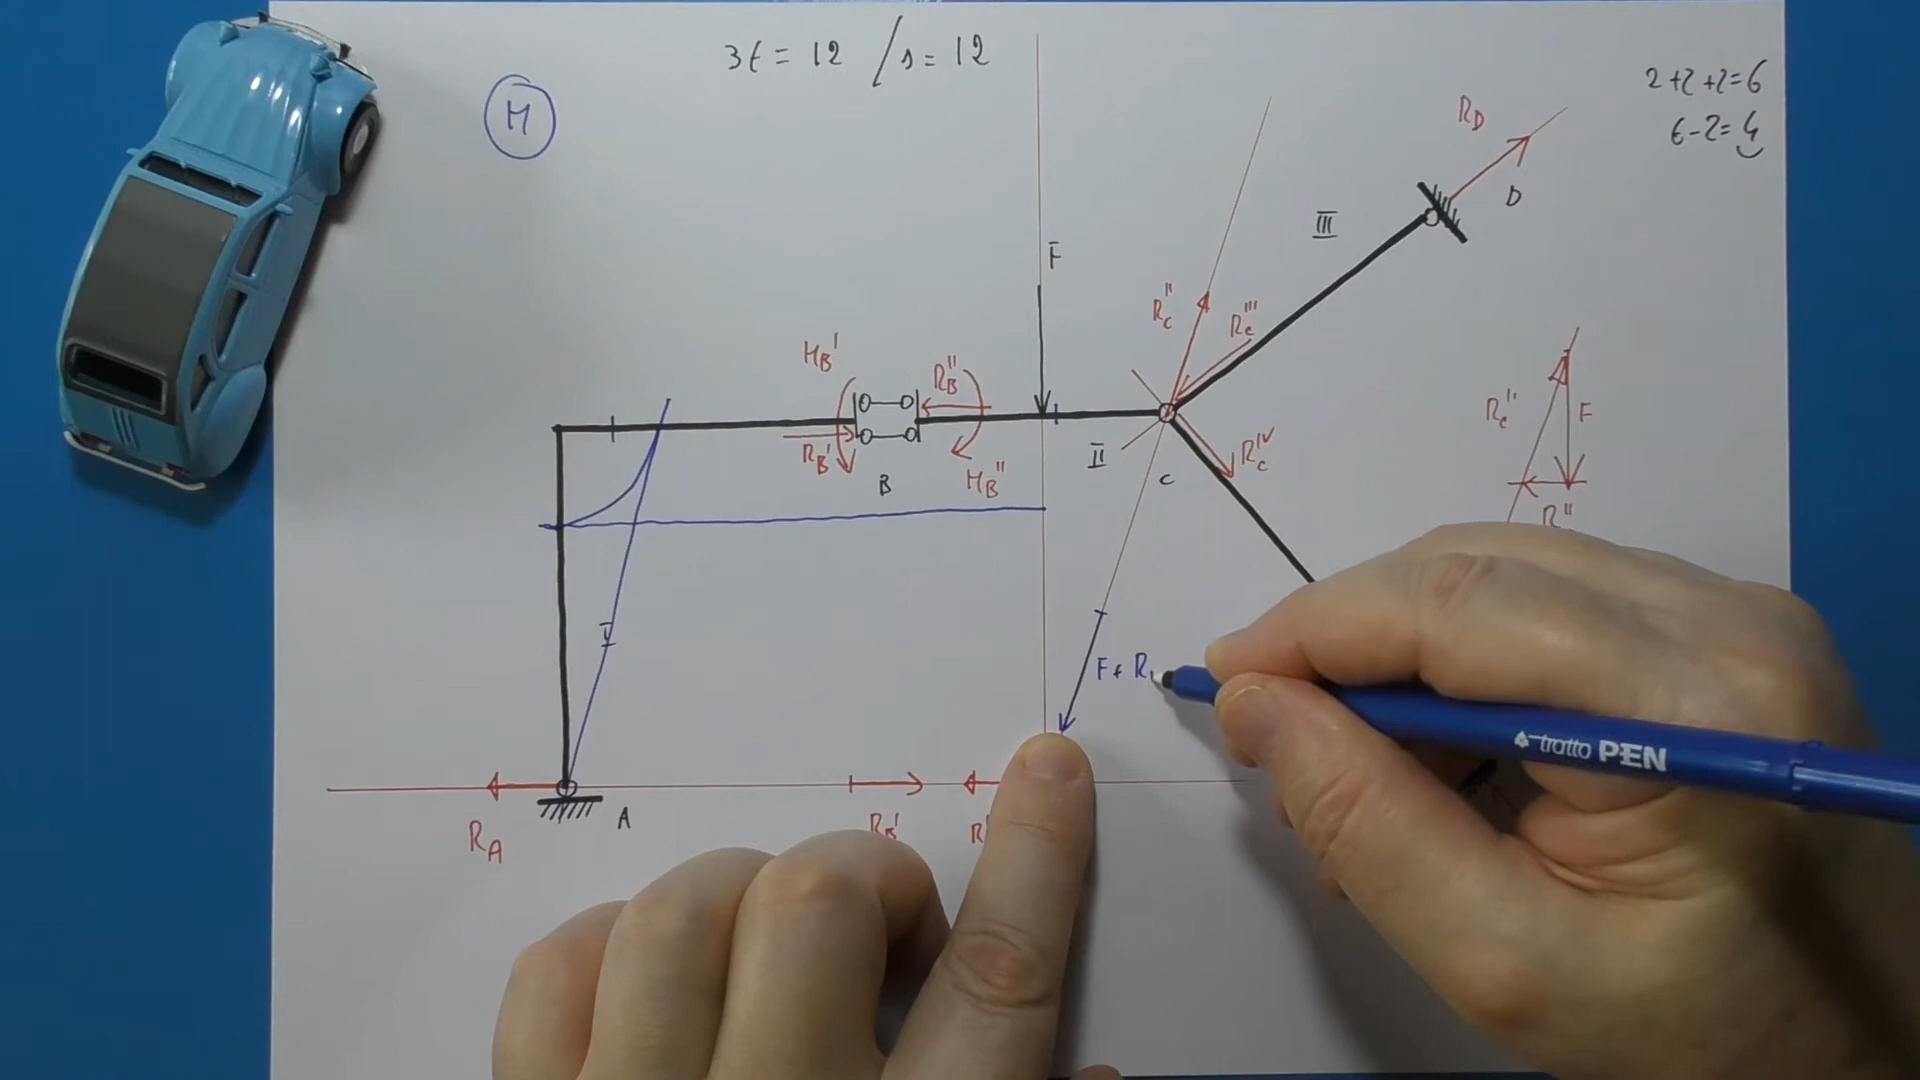 3t = 12 / s = 12
2+2+2=6
6-2=4
M
R_D
D
III
F
R_C''
R_C'''
M_B'
R_B''
R_C''
F
R_B'
M_B''
R_C^IV
II
B
C
R''
I
F + R
tratto PEN
A
R_A
R_B'